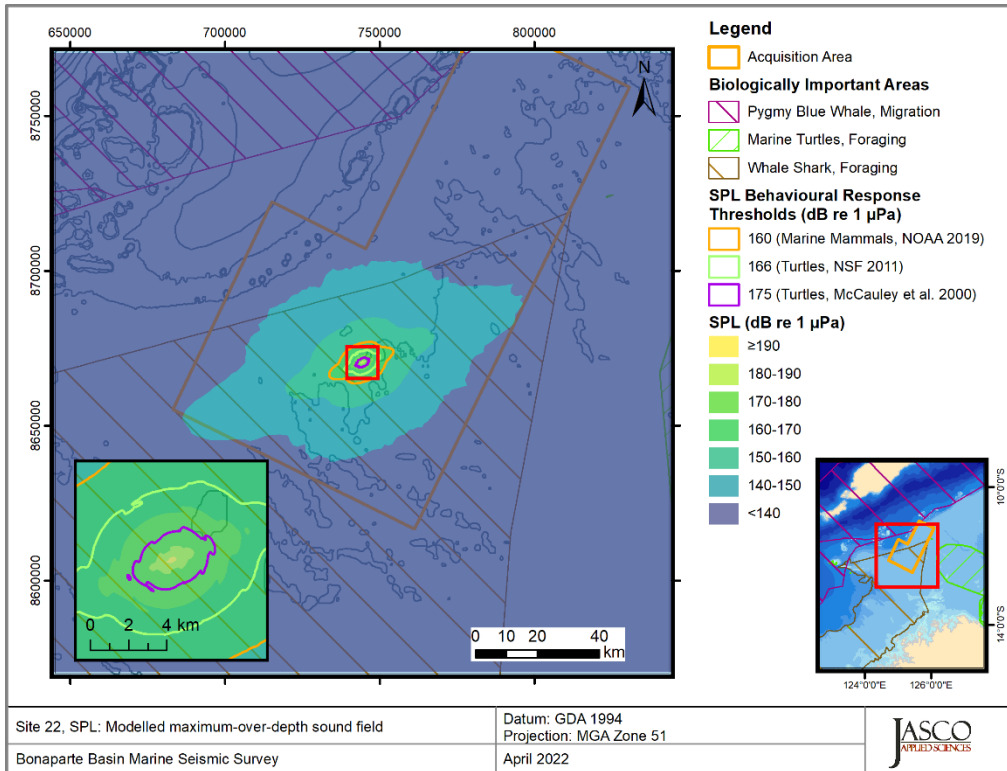 650000 700000 750000 800000
8750000
8700000
8650000
8600000
N
0 2 4 km
0 10 20 40
km
Legend
Acquisition Area
Biologically Important Areas
Pygmy Blue Whale, Migration
Marine Turtles, Foraging
Whale Shark, Foraging
SPL Behavioural Response
Thresholds (dB re 1 µPa)
160 (Marine Mammals, NOAA 2019)
166 (Turtles, NSF 2011)
175 (Turtles, McCauley et al. 2000)
SPL (dB re 1 µPa)
≥190
180-190
170-180
160-170
150-160
140-150
<140
10°0'0"S
14°0'0"S
124°0'0"E 126°0'0"E
Site 22, SPL: Modelled maximum-over-depth sound field
Datum: GDA 1994
Projection: MGA Zone 51
Bonaparte Basin Marine Seismic Survey
April 2022
JASCO
APPLIED SCIENCES